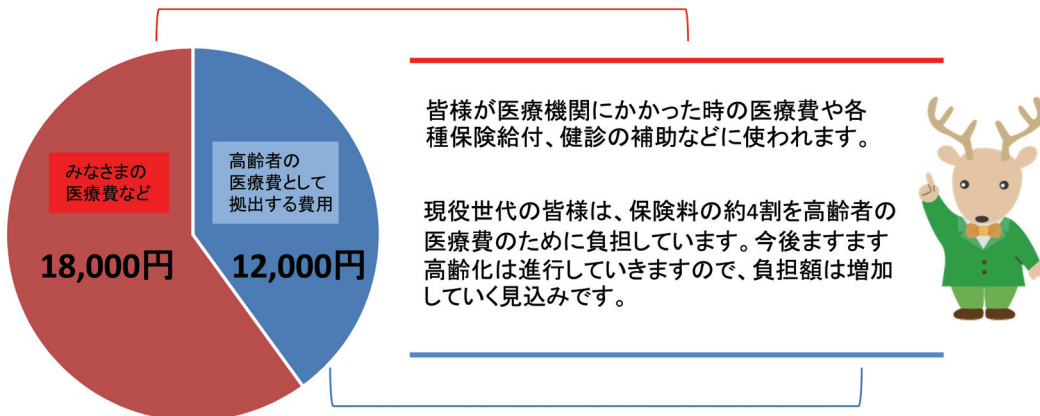 みなさまの
医療費など
18,000円
高齢者の
医療費として
拠出する費用
12,000円
皆様が医療機関にかかった時の医療費や各
種保険給付、健診の補助などに使われます。
現役世代の皆様は、保険料の約4割を高齢者の
医療費のために負担しています。今後ますます
高齢化は進行していきますので、負担額は増加
していく見込みです。